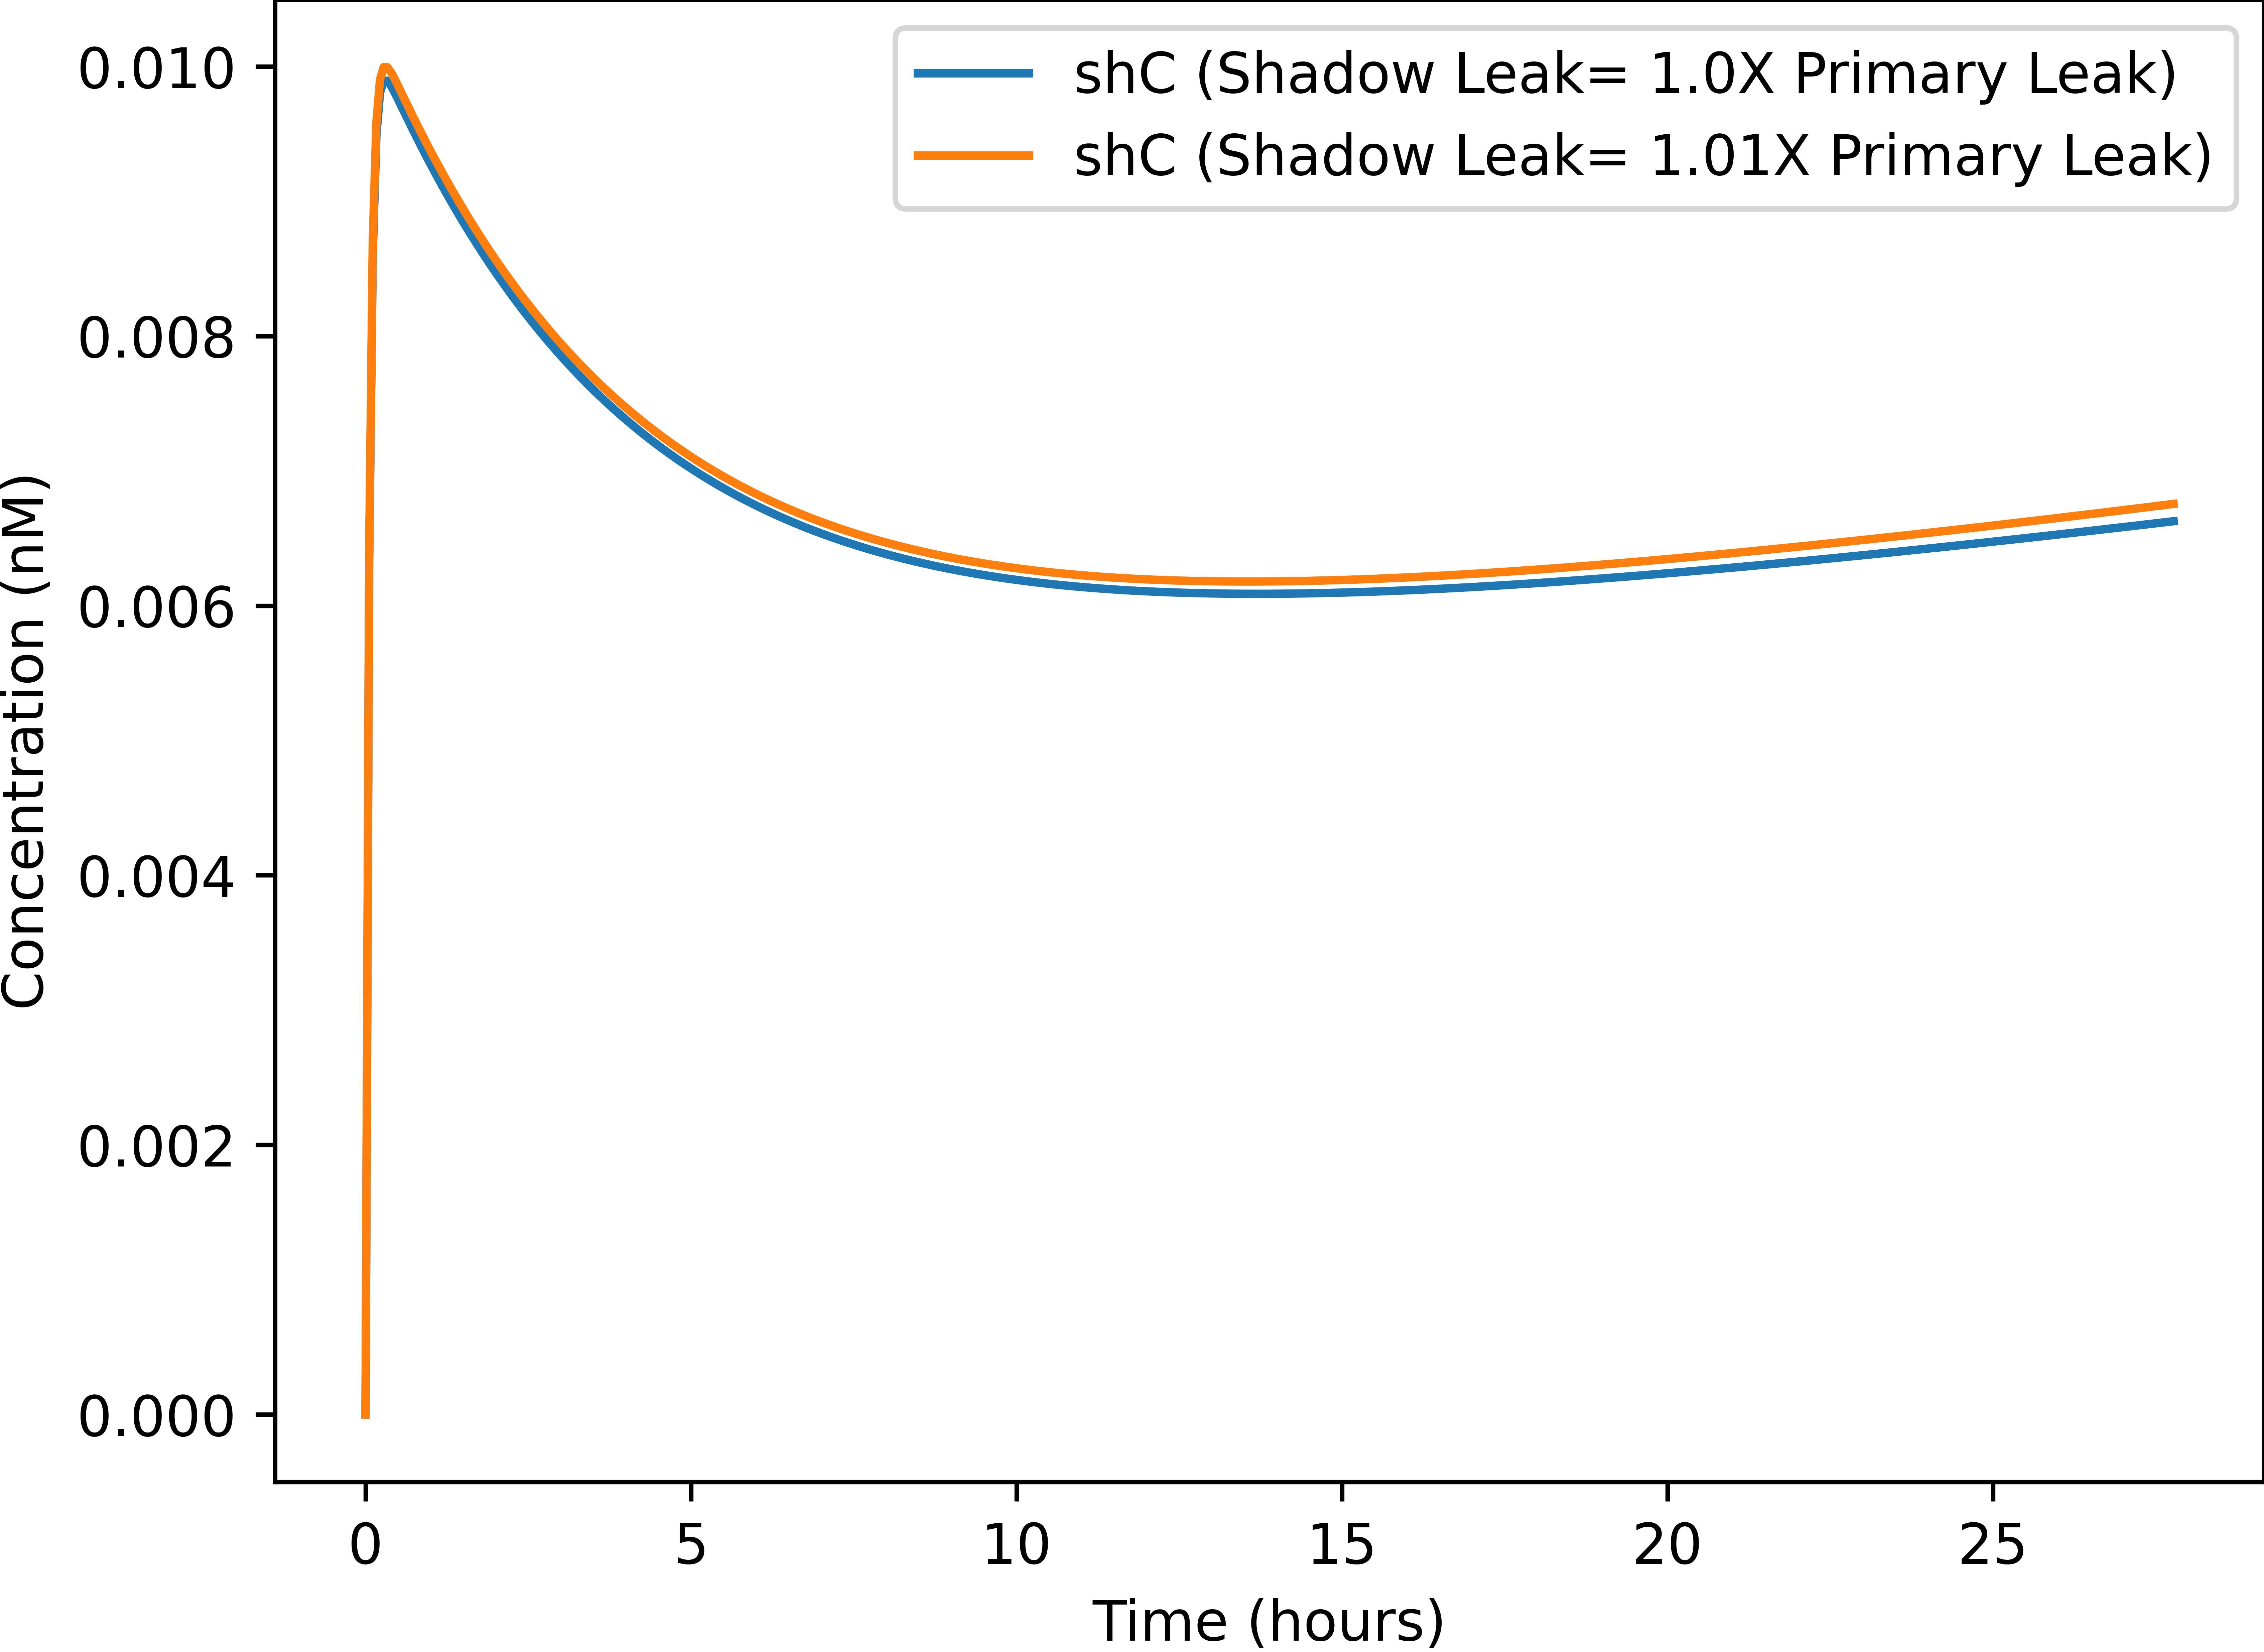 shC (Shadow Leak= 1.0X Primary Leak)
shC (Shadow Leak= 1.01X Primary Leak)
Concentration (nM)
0.010
0.008
0.006
0.004
0.002
0.000
0 5 10 15 20 25
Time (hours)